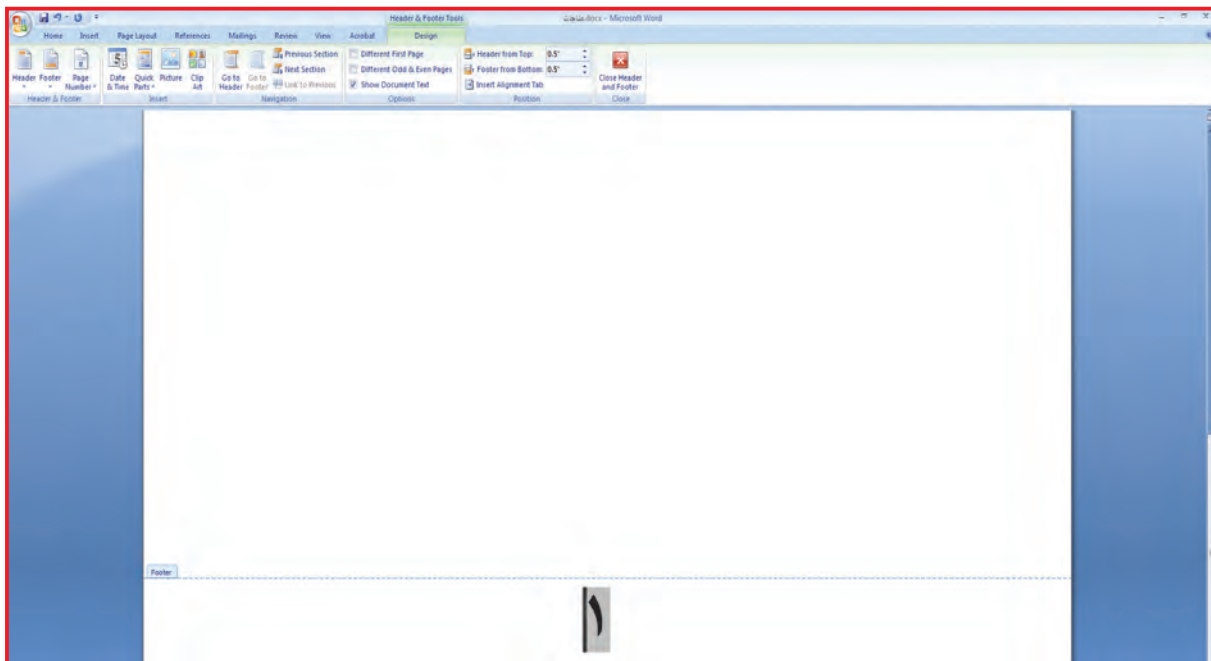 Header & Footer Tools
.docx - Microsoft Word
Home Insert Page Layout References Mailings Review View Acrobat Design
Header Footer Page Number
Header & Footer
Date & Time Quick Parts Picture Clip Art
Insert
Go to Header Go to Footer
Previous Section
Next Section
Link to Previous
Navigation
Different First Page
Different Odd & Even Pages
Show Document Text
Options
Header from Top: 0.5"
Footer from Bottom: 0.5"
Insert Alignment Tab
Position
Close Header and Footer
Close
Footer
١